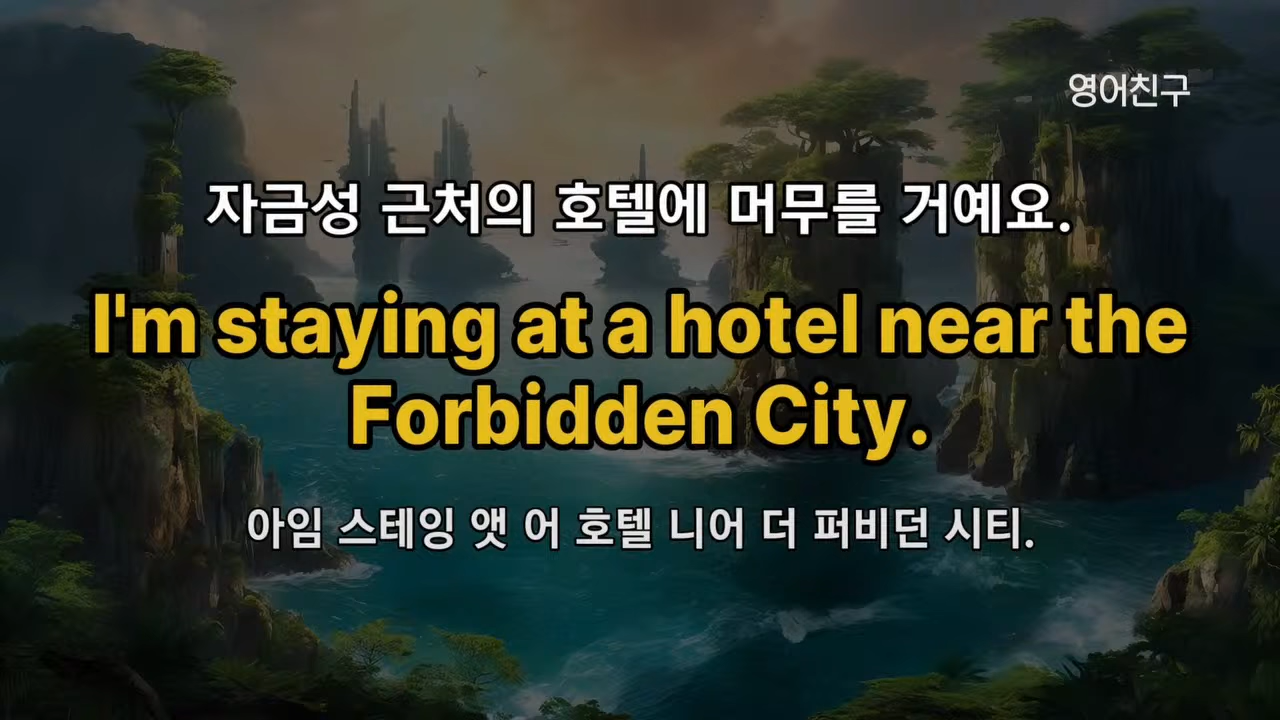 영어친구
자금성 근처의 호텔에 머무를 거예요.
I'm staying at a hotel near the
Forbidden City.
아임 스테잉 앳 어 호텔 니어 더 퍼비던 시티.